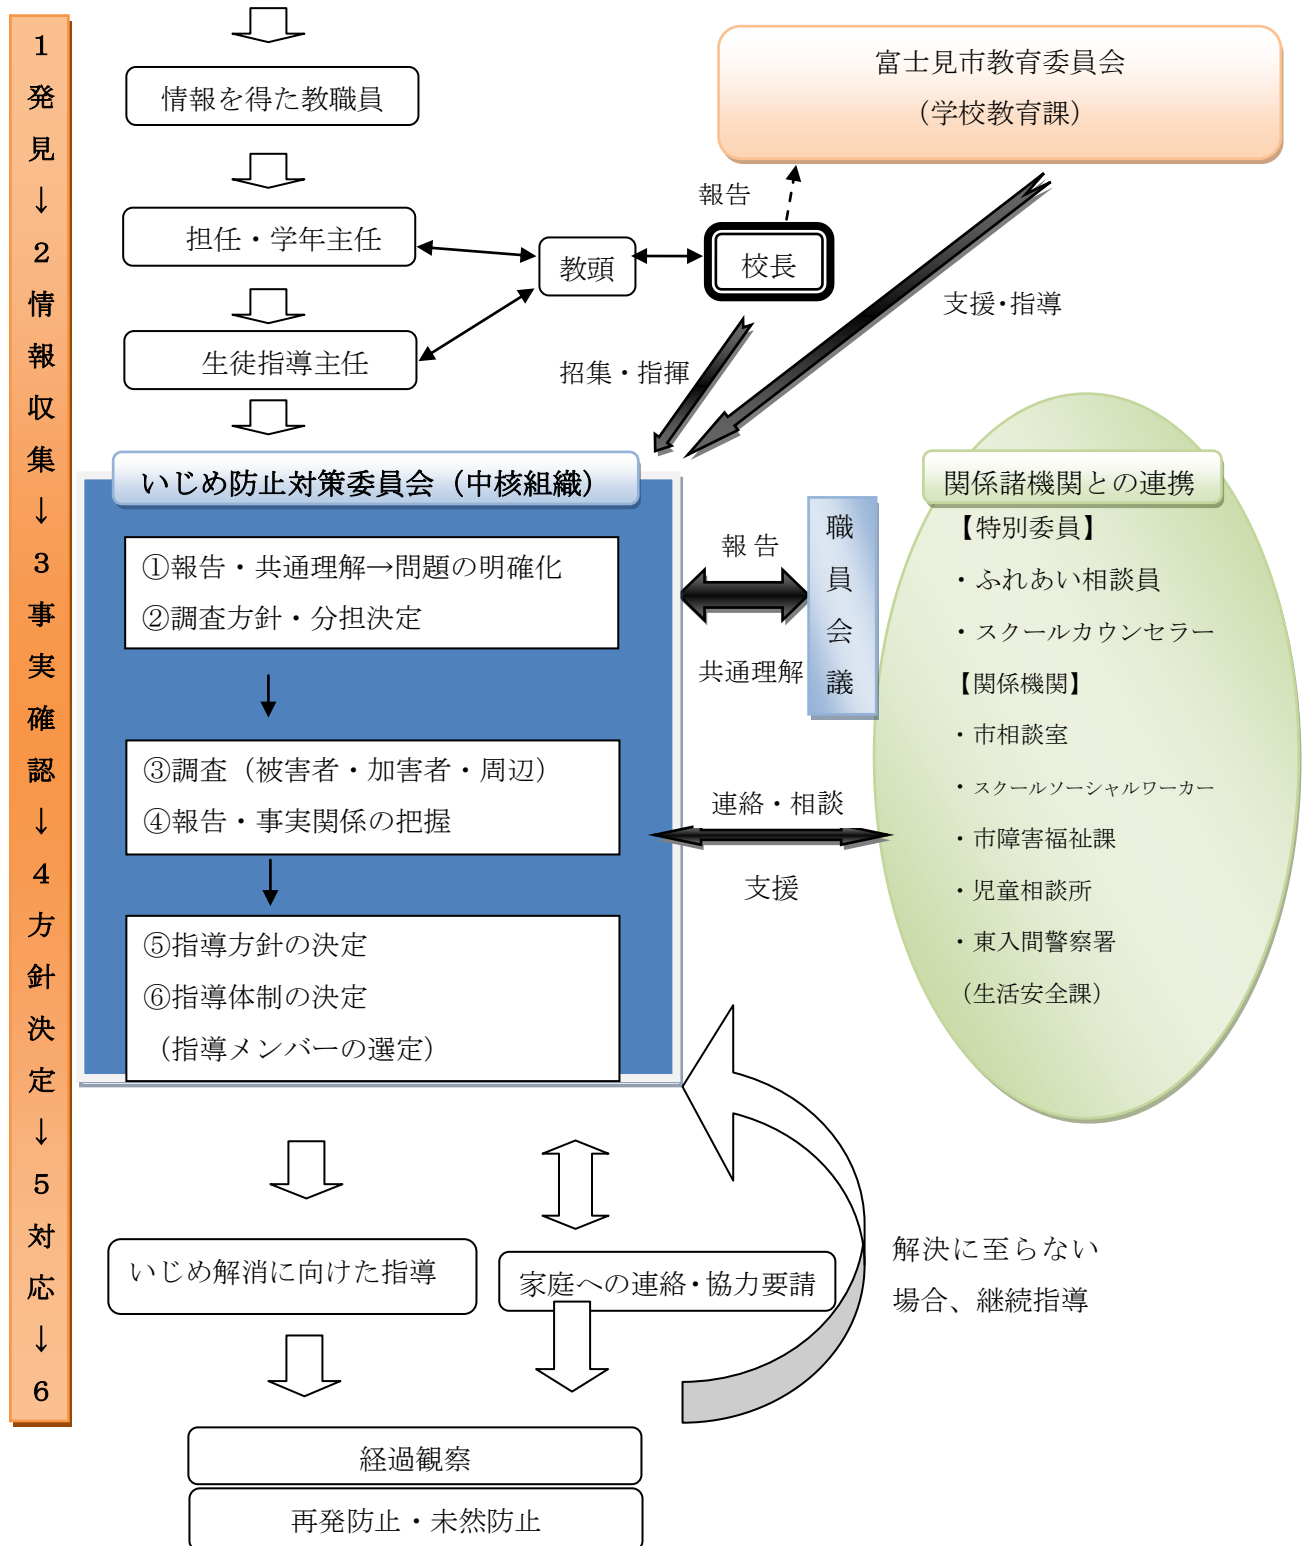 1発見↓2情報収集↓3事実確認↓4方針決定↓5対応↓6
情報を得た教職員
富士見市教育委員会
（学校教育課）
報告
担任・学年主任
教頭
校長
支援・指導
生徒指導主任
招集・指揮
いじめ防止対策委員会（中核組織）
①報告・共通理解→問題の明確化
②調査方針・分担決定
③調査（被害者・加害者・周辺）
④報告・事実関係の把握
⑤指導方針の決定
⑥指導体制の決定
（指導メンバーの選定）
報 告
共通理解
職員会議
連絡・相談
支援
関係諸機関との連携
【特別委員】
・ふれあい相談員
・スクールカウンセラー
【関係機関】
・市相談室
・スクールソーシャルワーカー
・市障害福祉課
・児童相談所
・東入間警察署
（生活安全課）
いじめ解消に向けた指導
家庭への連絡・協力要請
解決に至らない
場合、継続指導
経過観察
再発防止・未然防止